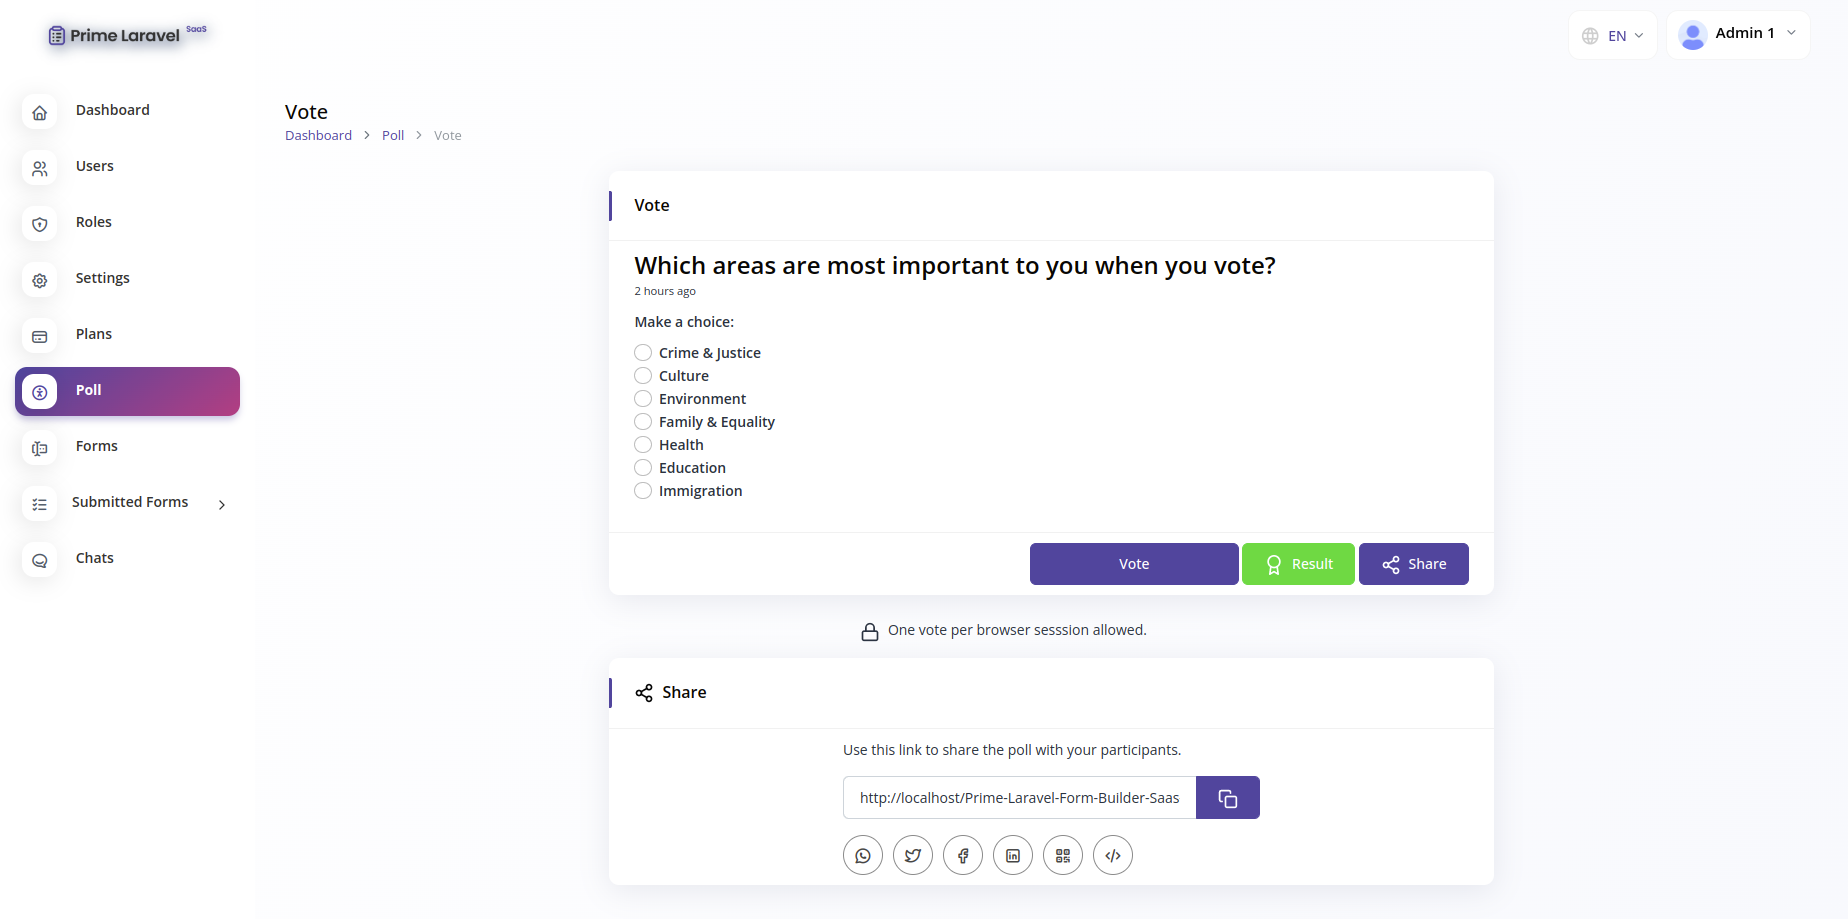 Prime Laravel SaaS
EN
Admin 1
Dashboard
Users
Roles
Settings
Plans
Poll
Forms
Submitted Forms
Chats
Vote
Dashboard > Poll > Vote
Vote
Which areas are most important to you when you vote?
2 hours ago
Make a choice:
Crime & Justice
Culture
Environment
Family & Equality
Health
Education
Immigration
Vote Result Share
One vote per browser sesssion allowed.
Share
Use this link to share the poll with your participants.
http://localhost/Prime-Laravel-Form-Builder-Saas